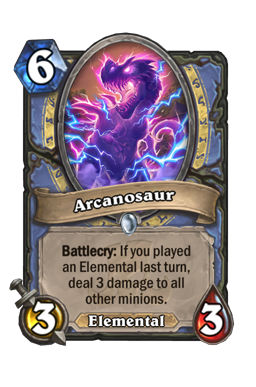 6
Arcanosaur
Battlecry: If you played
an Elemental last turn,
deal 3 damage to all
other minions.
3
Elemental
3